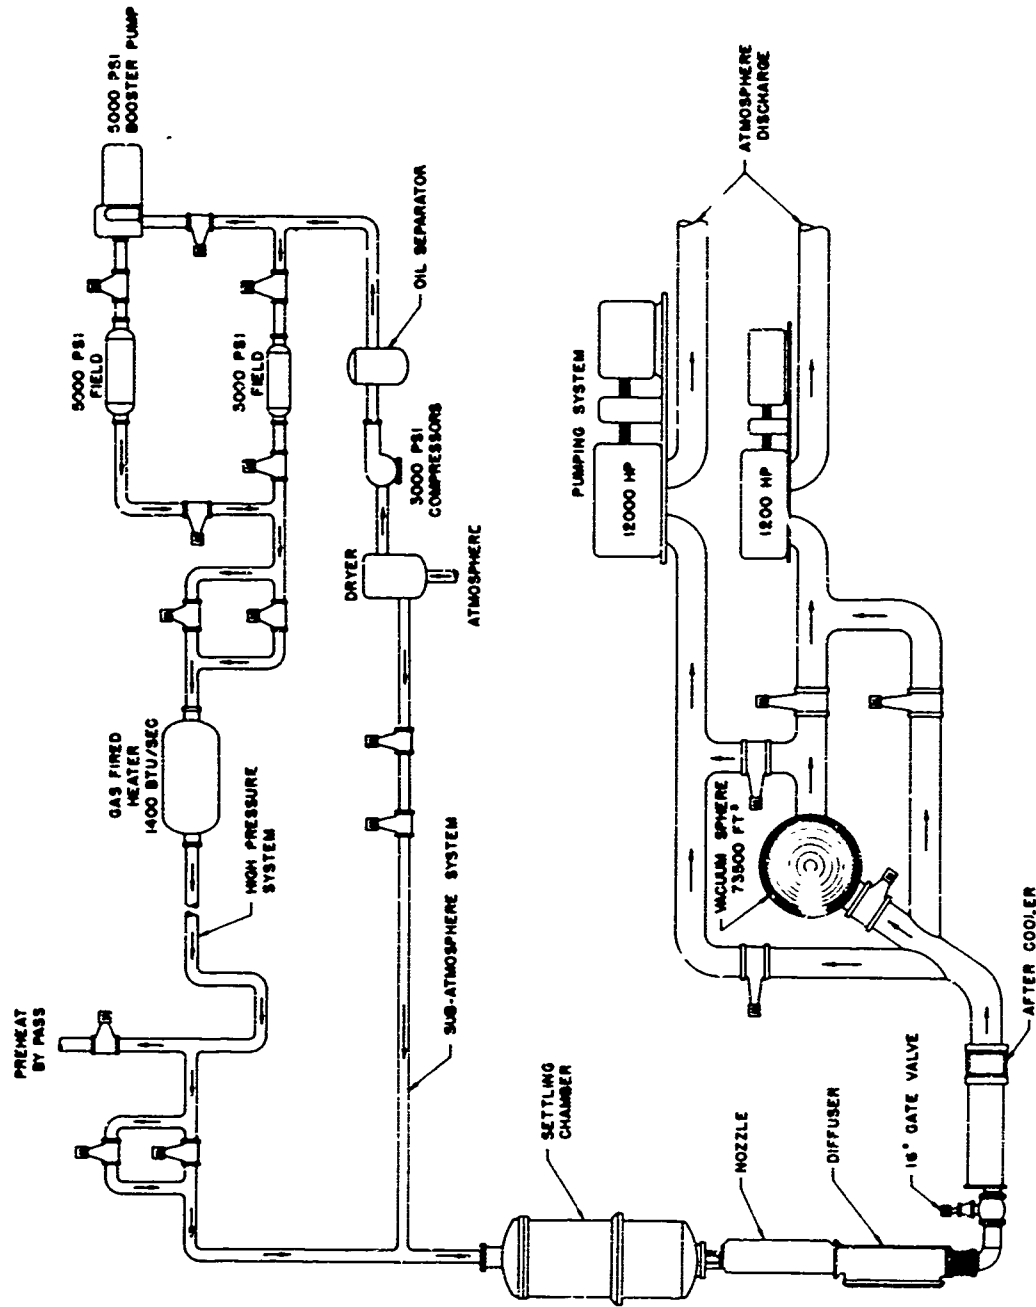 5000 PSI
BOOSTER PUMP
5000 PSI
FIELD
3000 PSI
FIELD
OIL SEPARATOR
3000 PSI
COMPRESSORS
DRYER
ATMOSPHERE
GAS FIRED
HEATER
1400 BTU/SEC
HIGH PRESSURE
SYSTEM
PREHEAT
BY PASS
SUB-ATMOSPHERE SYSTEM
ATMOSPHERE
DISCHARGE
PUMPING SYSTEM
12000 HP
1200 HP
VACUUM SPHERE
73500 FT³
SETTLING
CHAMBER
NOZZLE
DIFFUSER
16" GATE VALVE
AFTER COOLER